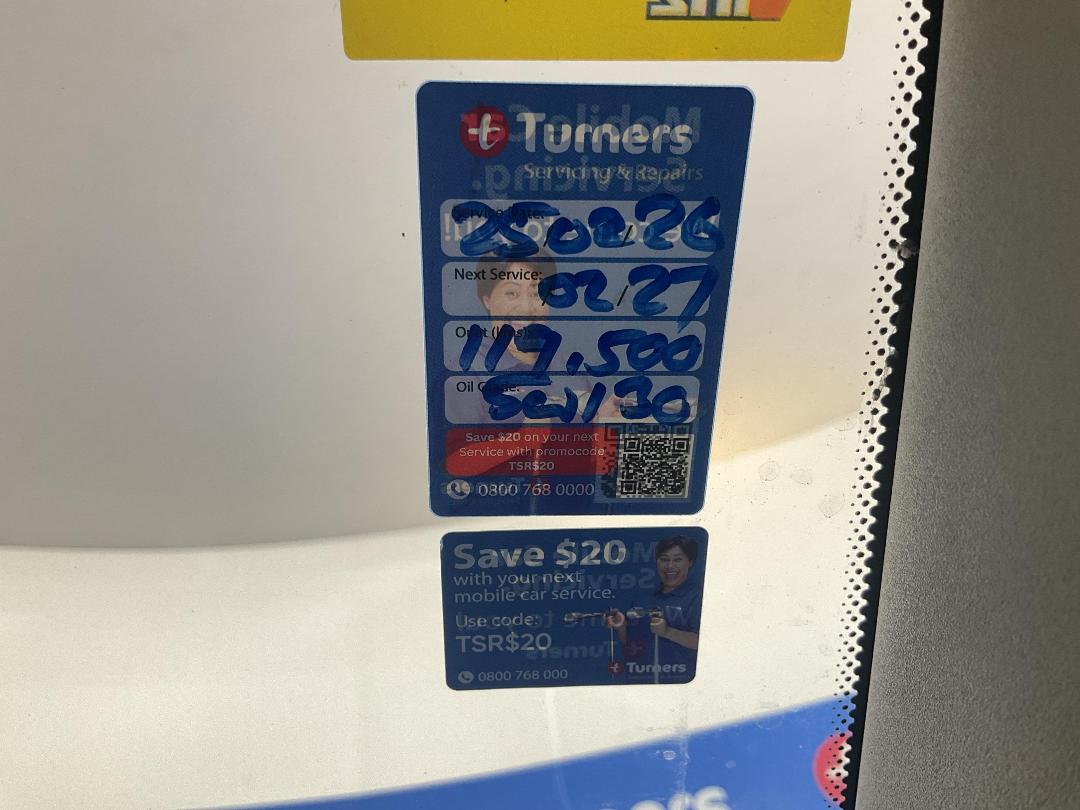 Turners
Servicing & Repairs
Service Date:
25/02/26
Next Service:
/02/27
Or at (kms):
117,500
Oil Grade:
5W/30
Save $20 on your next
Service with promocode
TSR$20
0800 768 0000
Save $20
with your next
mobile car service.
Use code:
TSR$20
Turners
0800 768 000